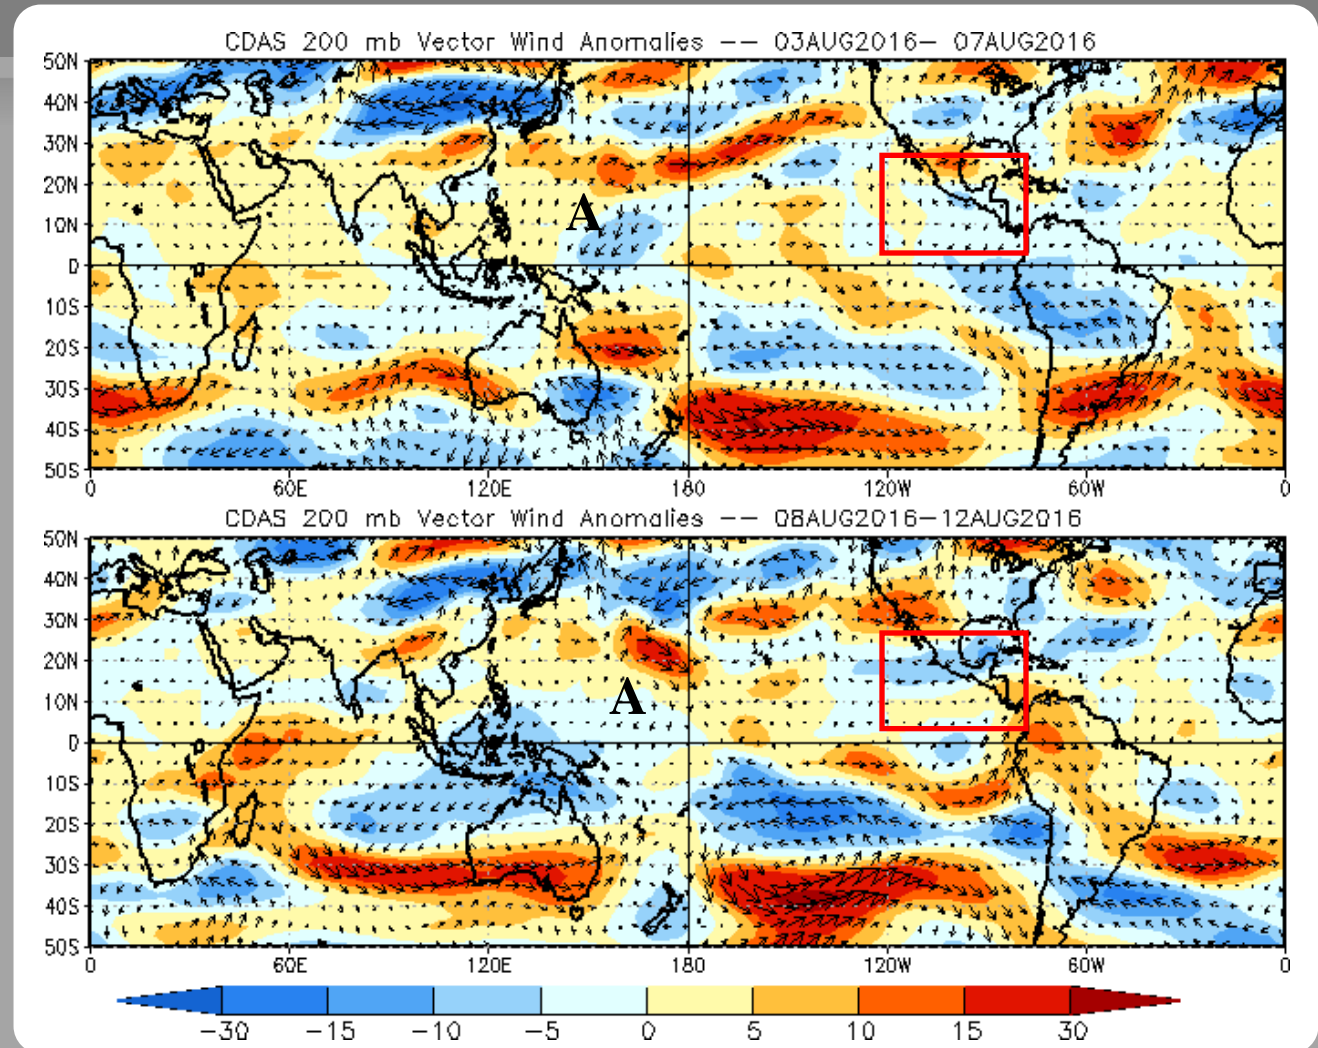 CDAS 200 mb Vector Wind Anomalies -- 03AUG2016- 07AUG2016
50N
40N
30N
20N
10N
0
10S
20S
30S
40S
50S
A
0 60E 120E 180 120W 60W 0
CDAS 200 mb Vector Wind Anomalies -- 08AUG2016-12AUG2016
50N
40N
30N
20N
10N
0
10S
20S
30S
40S
50S
A
0 60E 120E 180 120W 60W 0
-30 -15 -10 -5 0 5 10 15 30